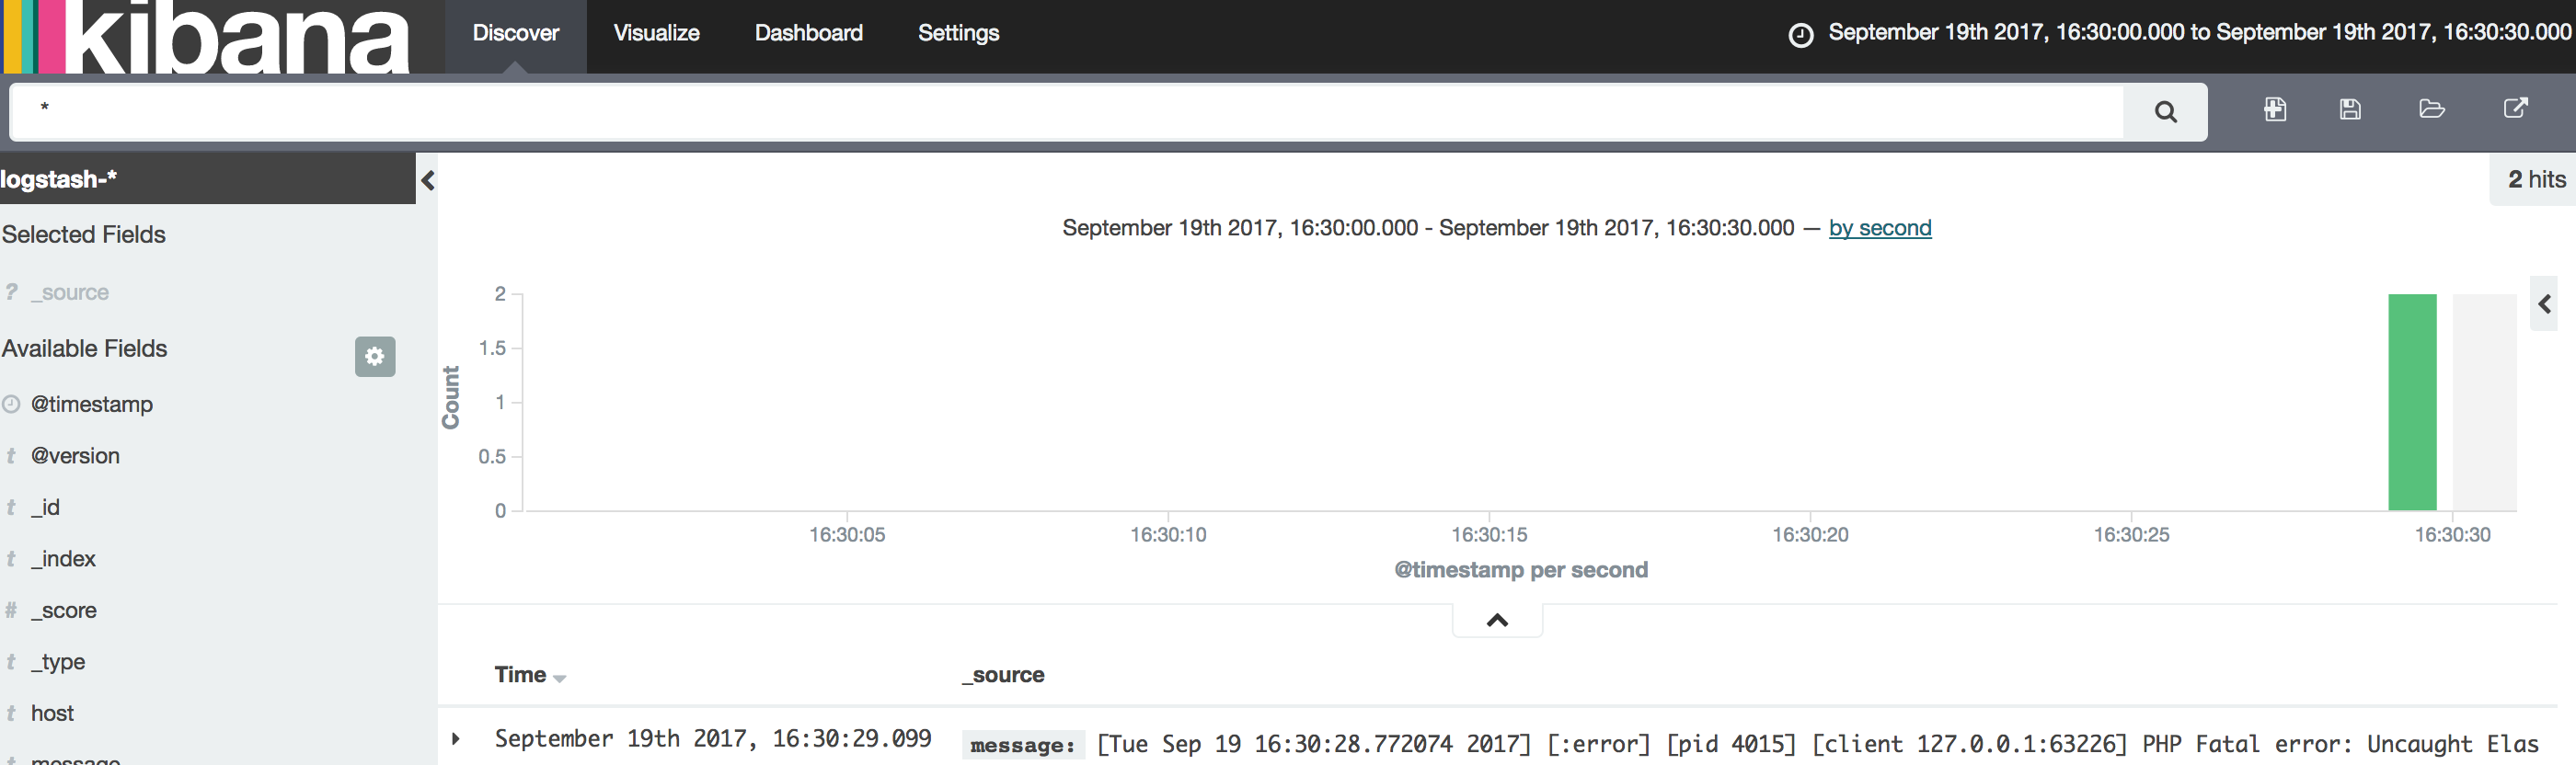 kibana Discover Visualize Dashboard Settings September 19th 2017, 16:30:00.000 to September 19th 2017, 16:30:30.000
*
logstash-*
2 hits
Selected Fields
September 19th 2017, 16:30:00.000 - September 19th 2017, 16:30:30.000 — by second
? _source
Available Fields
@timestamp
t @version
t _id
t _index
# _score
t _type
t host
t message
Count
2
1.5
1
0.5
0
16:30:05 16:30:10 16:30:15 16:30:20 16:30:25 16:30:30
@timestamp per second
Time _source
September 19th 2017, 16:30:29.099 message: [Tue Sep 19 16:30:28.772074 2017] [:error] [pid 4015] [client 127.0.0.1:63226] PHP Fatal error: Uncaught Elas